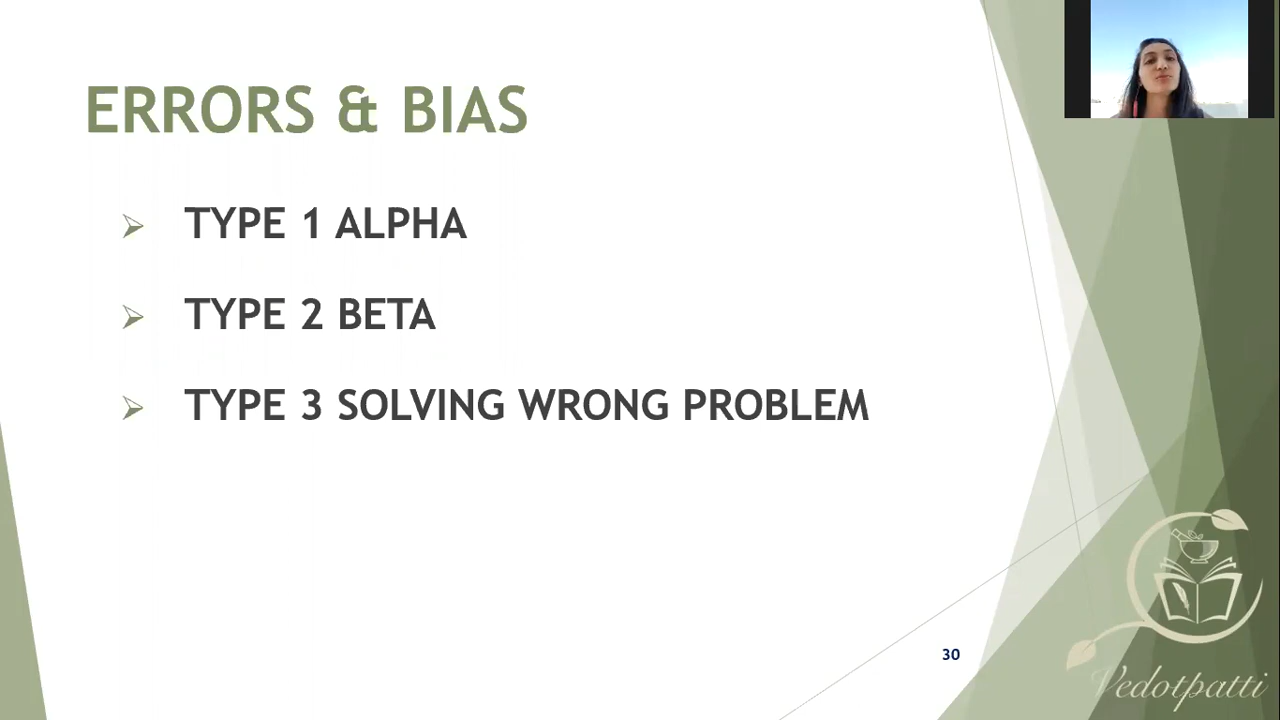 ERRORS & BIAS
TYPE 1 ALPHA
TYPE 2 BETA
TYPE 3 SOLVING WRONG PROBLEM
30
Vedotpatti